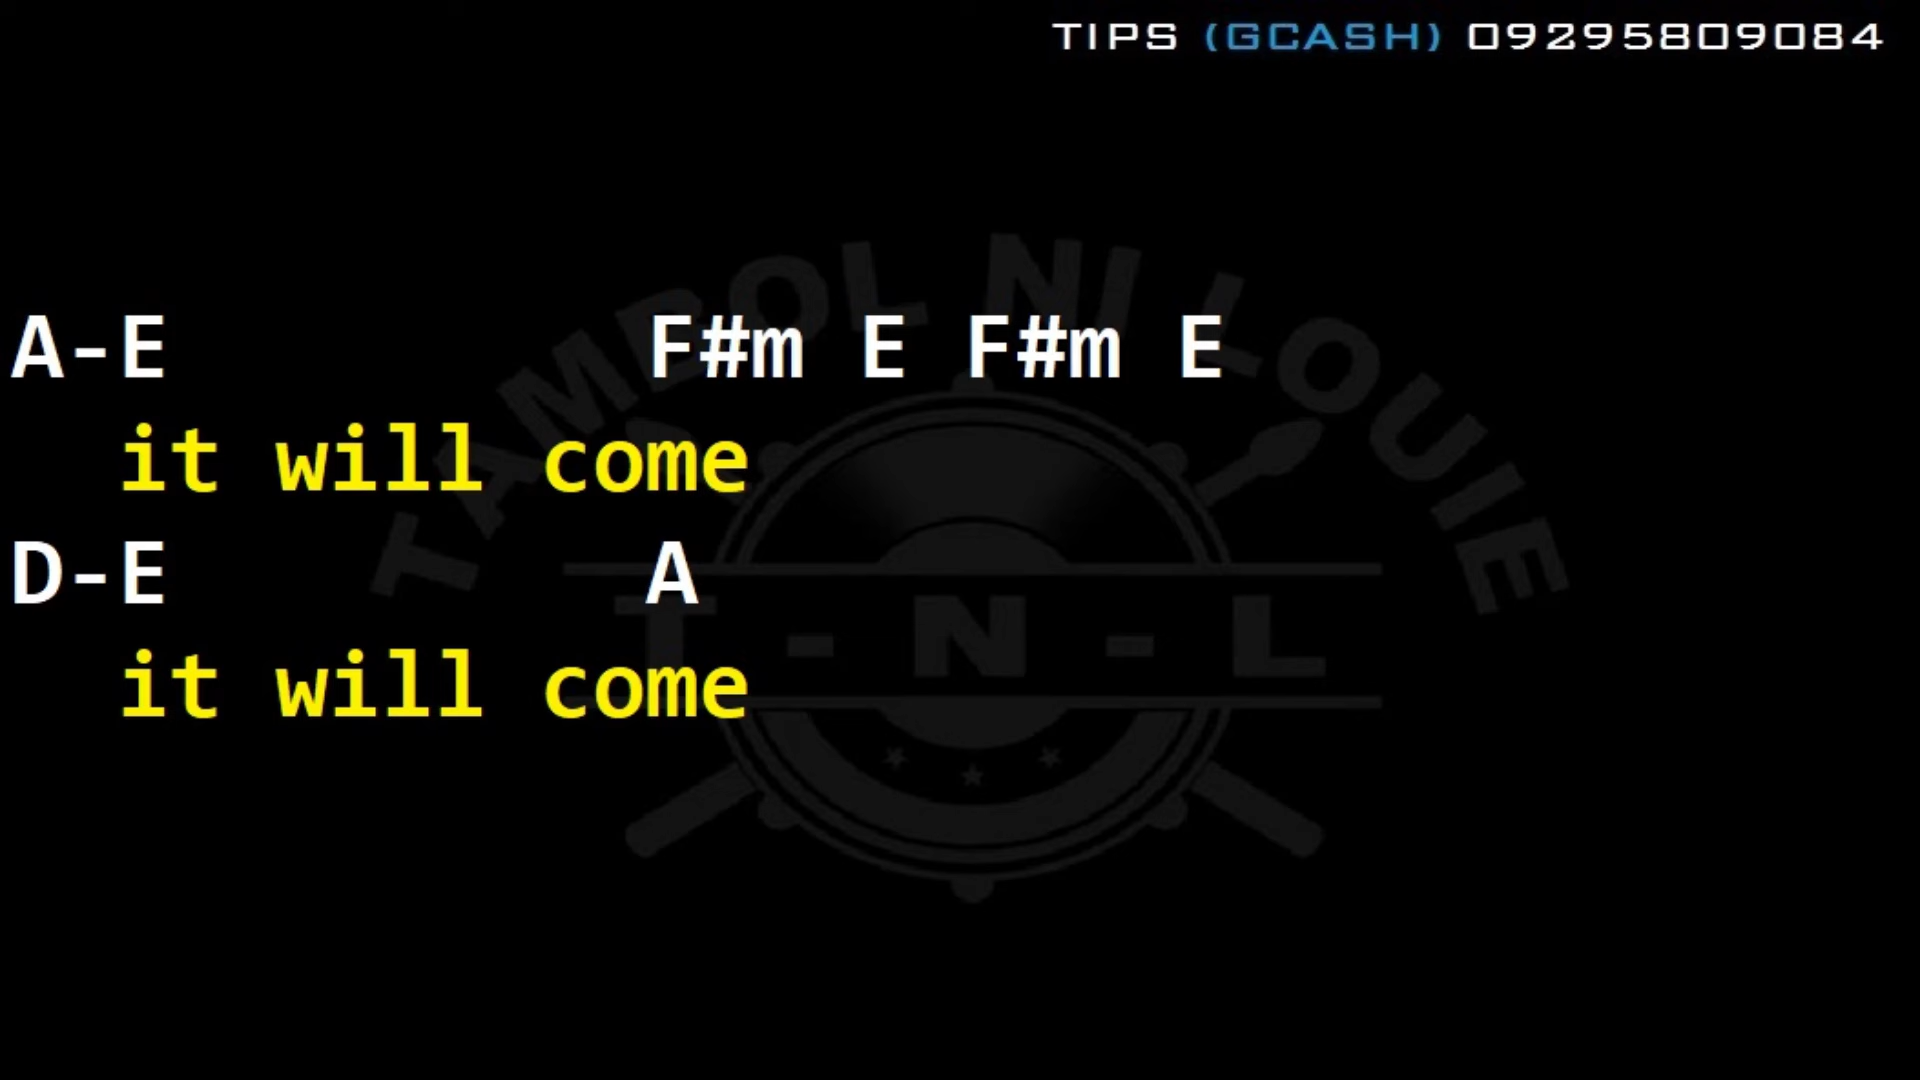 TIPS (GCASH) 09295809084
TAMBOL NI LOUIE
A-E F#m E F#m E
it will come
D-E A
it will come
T-N-L